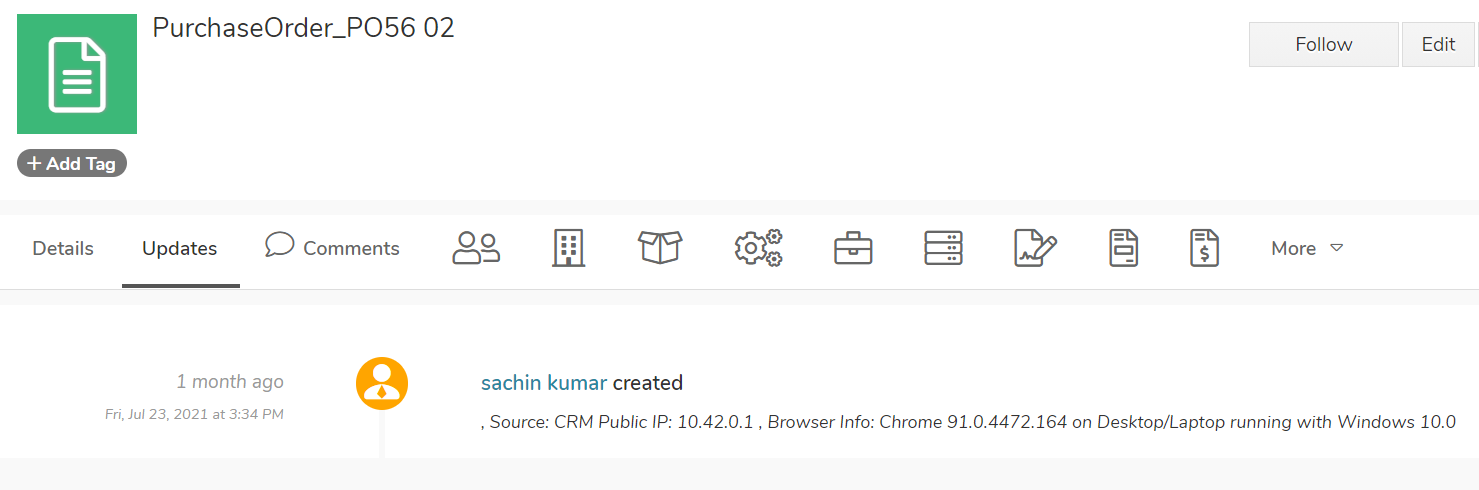 PurchaseOrder_PO56 02
Follow
Edit
+ Add Tag
Details
Updates
Comments
More
1 month ago
sachin kumar created
Fri, Jul 23, 2021 at 3:34 PM
, Source: CRM Public IP: 10.42.0.1 , Browser Info: Chrome 91.0.4472.164 on Desktop/Laptop running with Windows 10.0